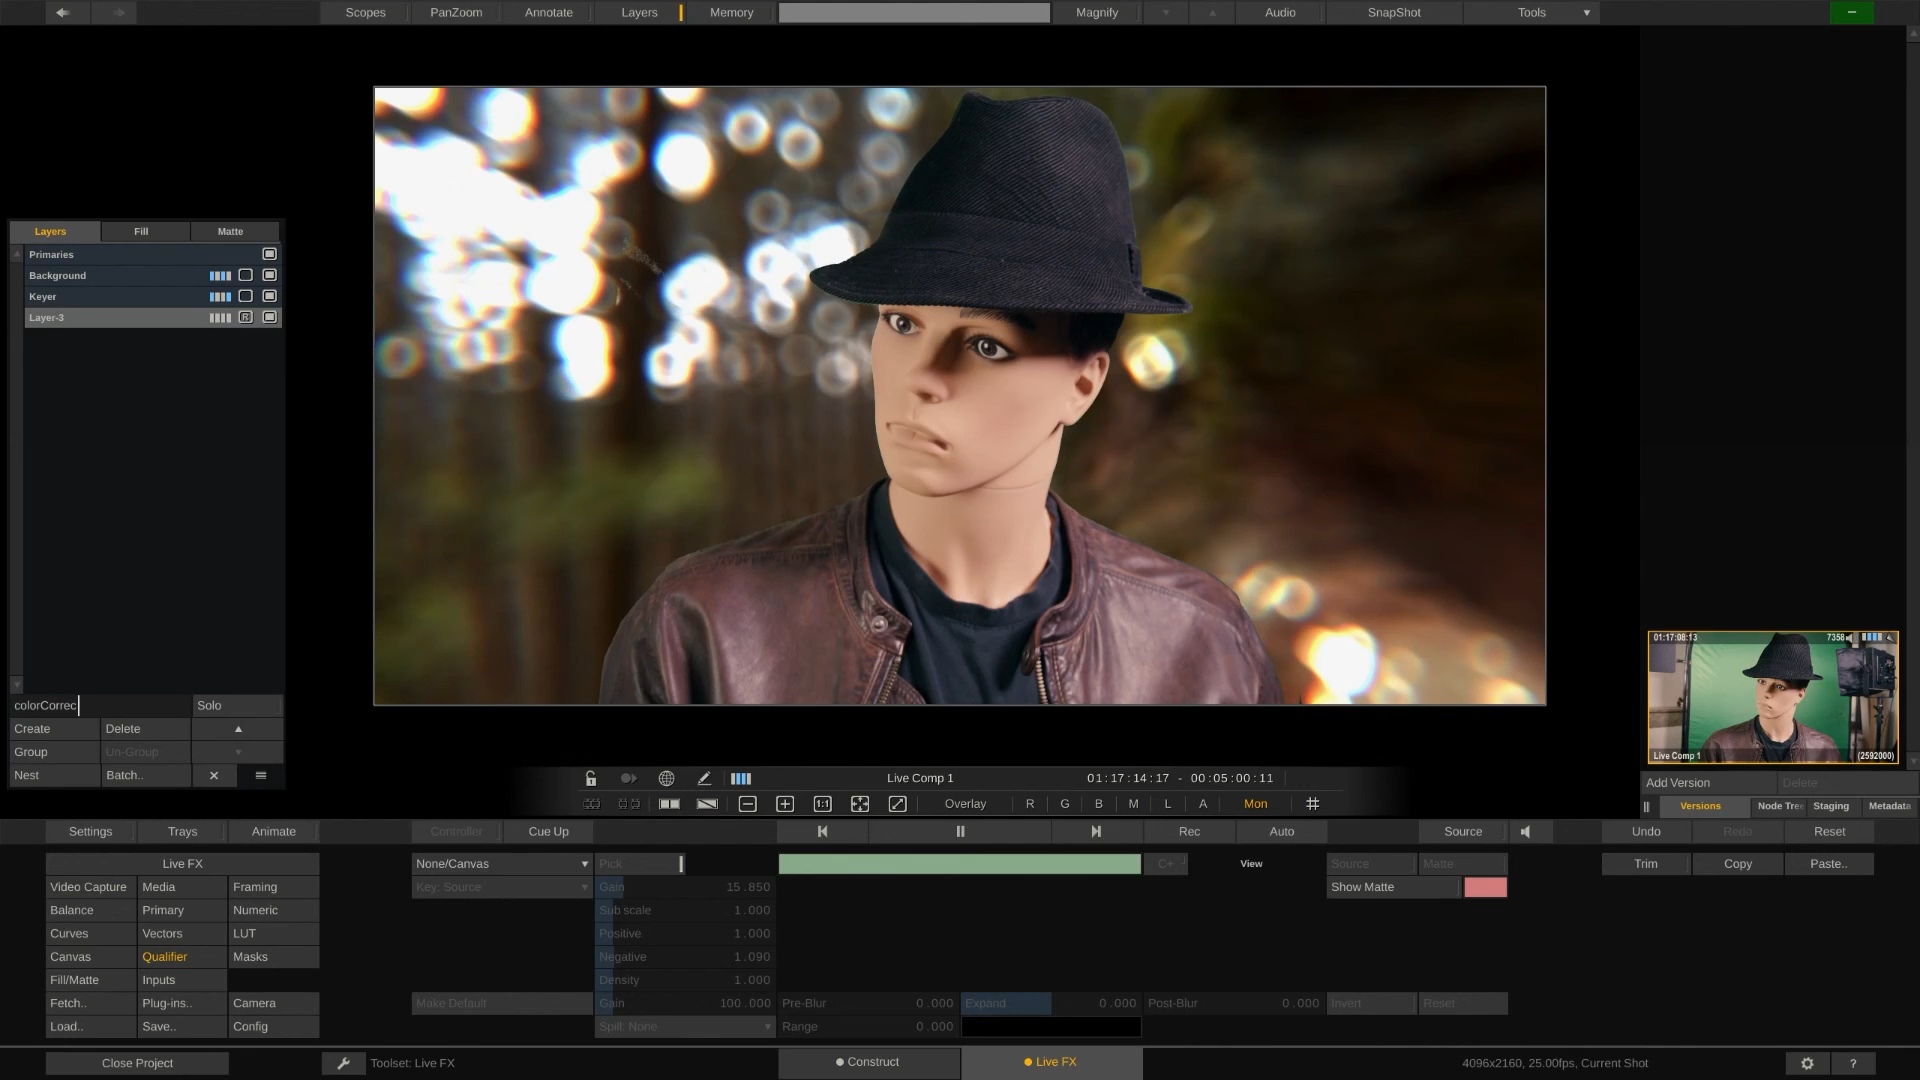 Scopes PanZoom Annotate Layers Memory Magnify Audio SnapShot Tools
Layers Fill Matte
Primaries
Background
Keyer
Layer-3 R
colorCorrec Solo
Create Delete
Group Un-Group
Nest Batch..
01:17:08:13 7358
Live Comp 1 (2592000)
Add Version Delete
Versions Node Tree Staging Metadata
Live Comp 1 01:17:14:17 - 00:05:00:11
1:1 Overlay R G B M L A Mon
Settings Trays Animate Controller Cue Up Rec Auto Source Undo Redo Reset
Live FX None/Canvas Pick C+ View Source Matte Trim Copy Paste..
Video Capture Media Framing Key: Source Gain 15.850 Show Matte
Balance Primary Numeric Sub scale 1.000
Curves Vectors LUT Positive 1.000
Canvas Qualifier Masks Negative 1.090
Fill/Matte Inputs Density 1.000
Fetch.. Plug-ins.. Camera Make Default Gain 100.000 Pre-Blur 0.000 Expand 0.000 Post-Blur 0.000 Invert Reset
Load.. Save.. Config Spill: None Range 0.000
Close Project Toolset: Live FX Construct Live FX 4096x2160, 25.00fps, Current Shot ?